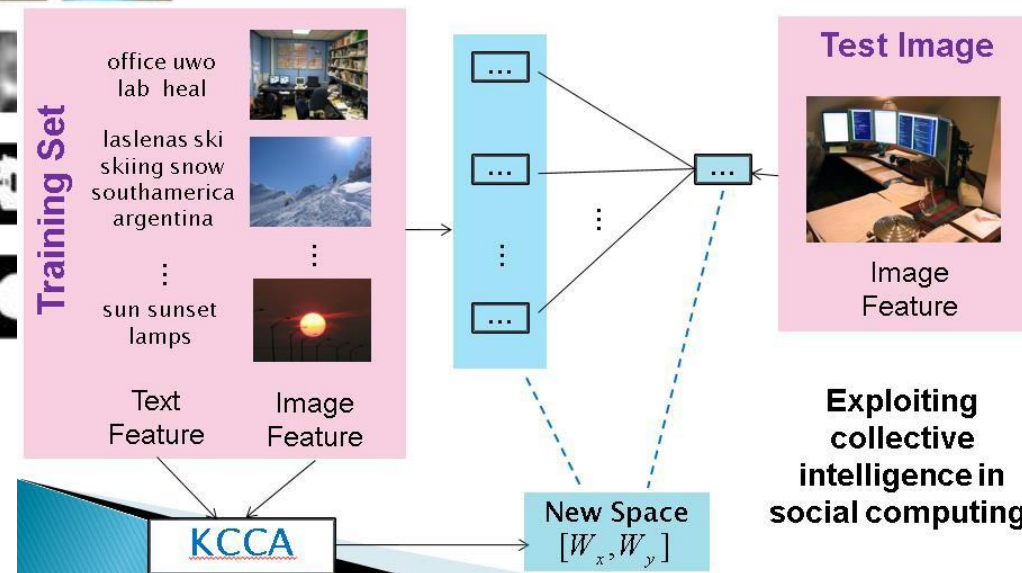 Training Set
office uwo
lab heal
laslenas ski
skiing snow
southamerica
argentina
⋮
sun sunset
lamps
Text
Feature
⋮
Image
Feature
...
...
⋮
...
⋮
...
Test Image
Image
Feature
Exploiting
collective
intelligence in
social computing
KCCA
New Space
[W_x, W_y]